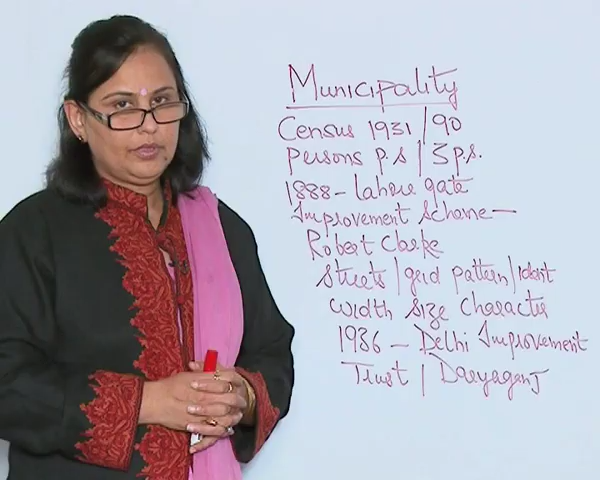 Municipality
Census 1931 / 90
persons p.s / 3 p.s.
1888 - Lahore gate
Improvement Scheme -
Robert Clarke
Streets / grid pattern / ident
width size character
1936 - Delhi Improvement
Trust / Daryaganj